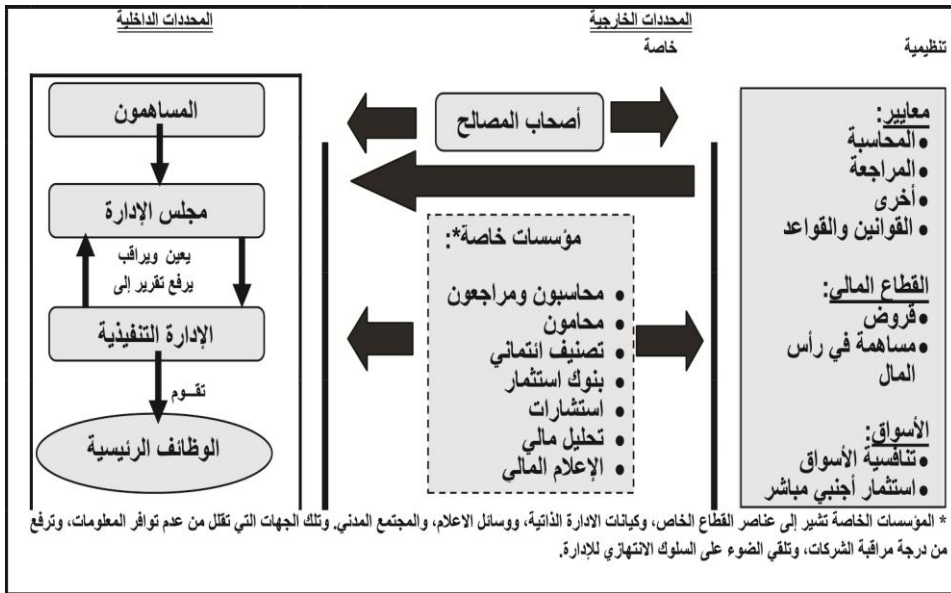 المحددات الخارجية
المحددات الداخلية
تنظيمية
خاصة
معايير:
•المحاسبة
•المراجعة
•أخرى
•القوانين والقواعد
القطاع المالي:
•قروض
•مساهمة في رأس
المال
الأسواق:
•تنافسية الأسواق
•استثمار أجنبي مباشر
أصحاب المصالح
مؤسسات خاصة*:
• محاسبون ومراجعون
• محامون
• تصنيف ائتماني
• بنوك استثمار
• استشارات
• تحليل مالي
• الإعلام المالي
المساهمون
مجلس الإدارة
يعين ويراقب
يرفع تقرير إلى
الإدارة التنفيذية
تقـوم
الوظائف الرئيسية
* المؤسسات الخاصة تشير إلى عناصر القطاع الخاص، وكيانات الادارة الذاتية، ووسائل الاعلام، والمجتمع المدني. وتلك الجهات التي تقلل من عدم توافر المعلومات، وترفع
من درجة مراقبة الشركات، وتلقي الضوء على السلوك الانتهازي للإدارة.